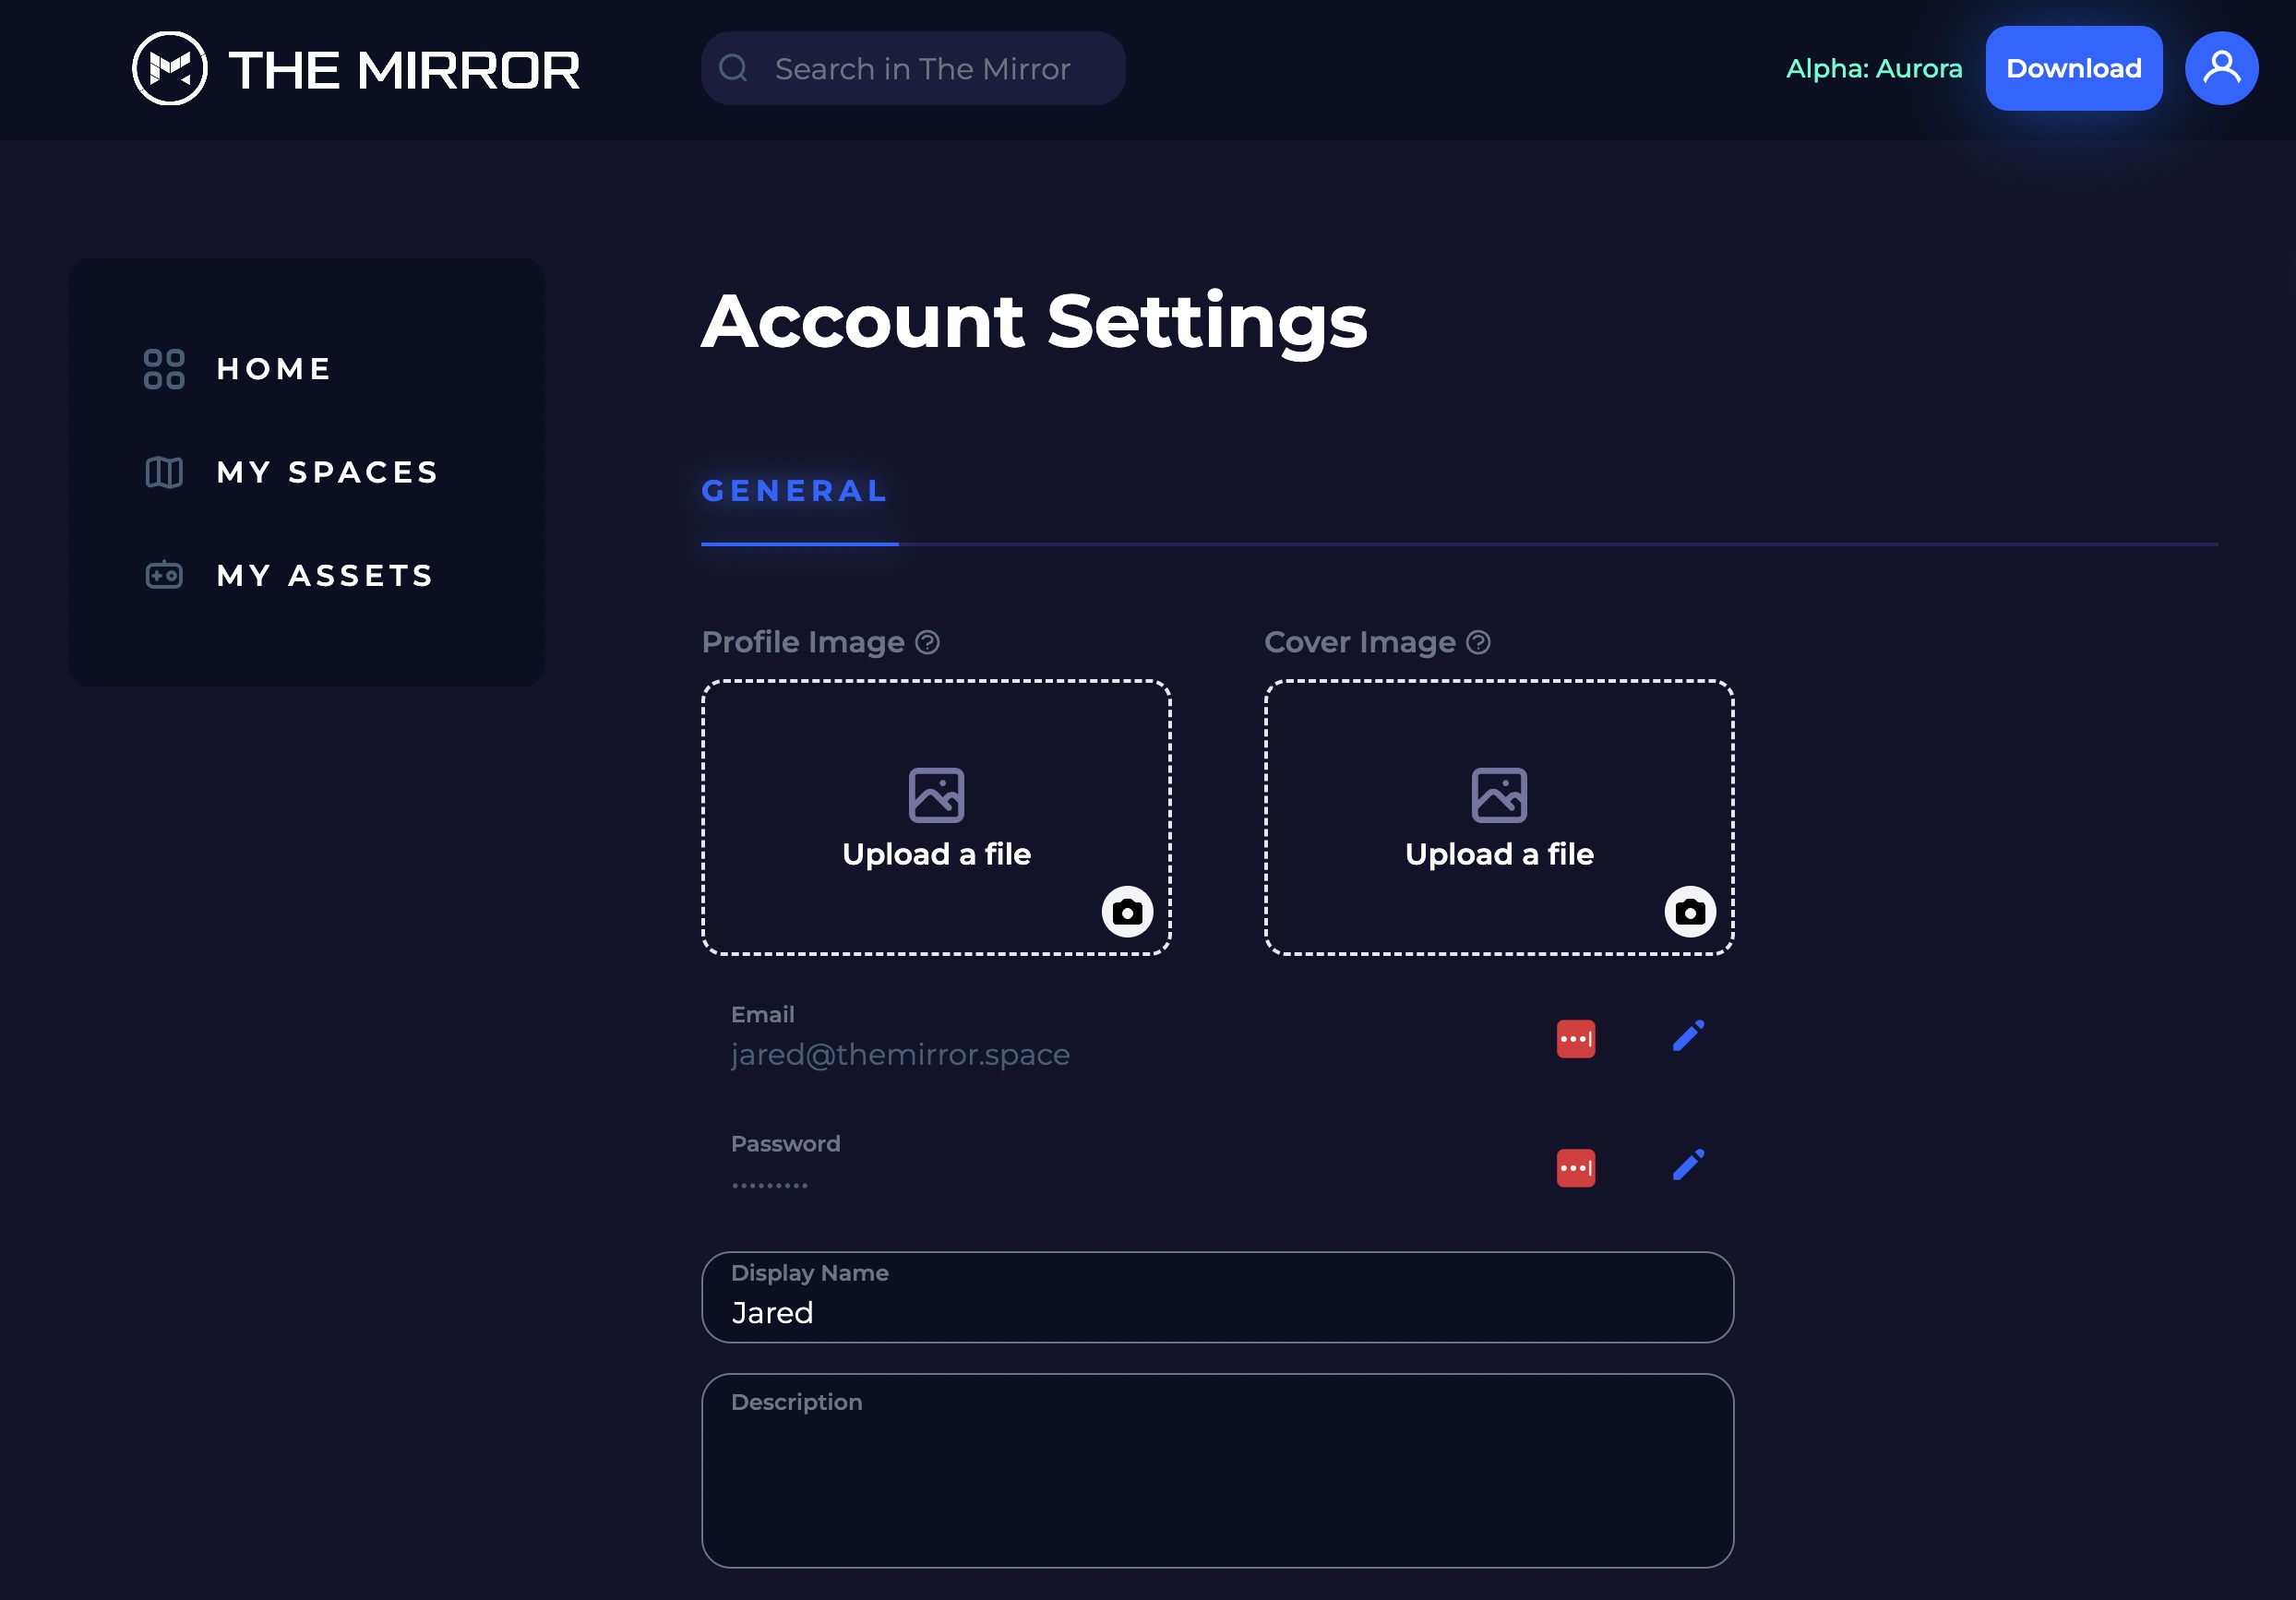 THE MIRROR
Search in The Mirror
Alpha: Aurora
Download
HOME
MY SPACES
MY ASSETS
Account Settings
GENERAL
Profile Image
Cover Image
Upload a file
Upload a file
Email
jared@themirror.space
Password
•••••••••
Display Name
Jared
Description